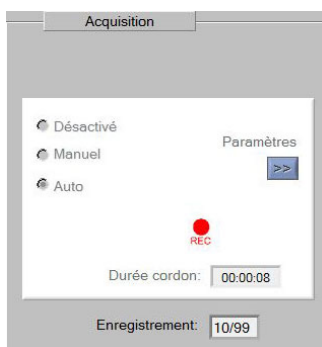 Acquisition
Désactivé
Manuel
Paramètres
>>
Auto
REC
Durée cordon: 00:00:08
Enregistrement: 10/99